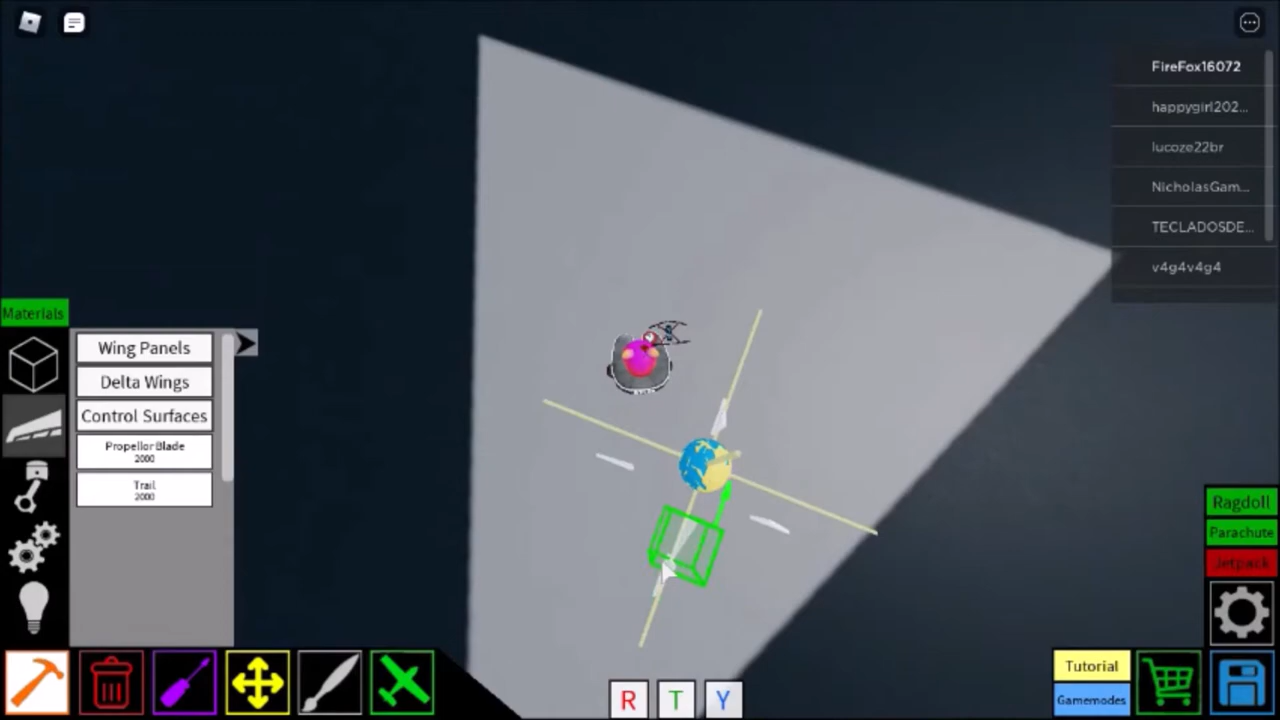 FireFox16072
happygirl202...
lucoze22br
NicholasGam...
TECLADOSDE...
v4g4v4g4
Materials
Wing Panels
Delta Wings
Control Surfaces
Propellor Blade
2000
Trail
2000
Ragdoll
Parachute
Jetpack
Tutorial
Gamemodes
R T Y